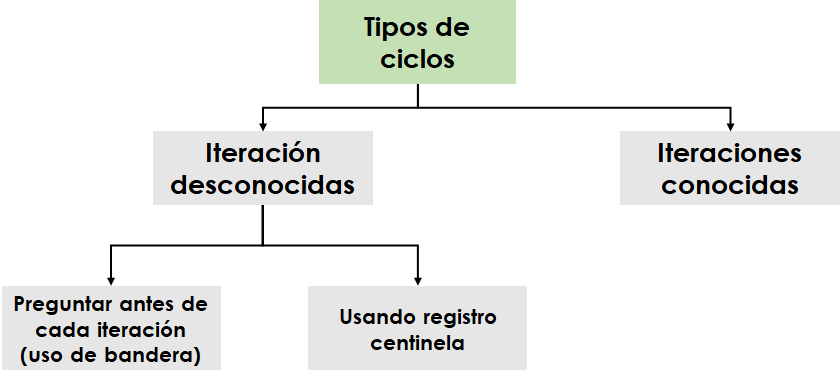 Tipos de
ciclos
Iteración
desconocidas
Iteraciones
conocidas
Preguntar antes de
cada iteración
(uso de bandera)
Usando registro
centinela